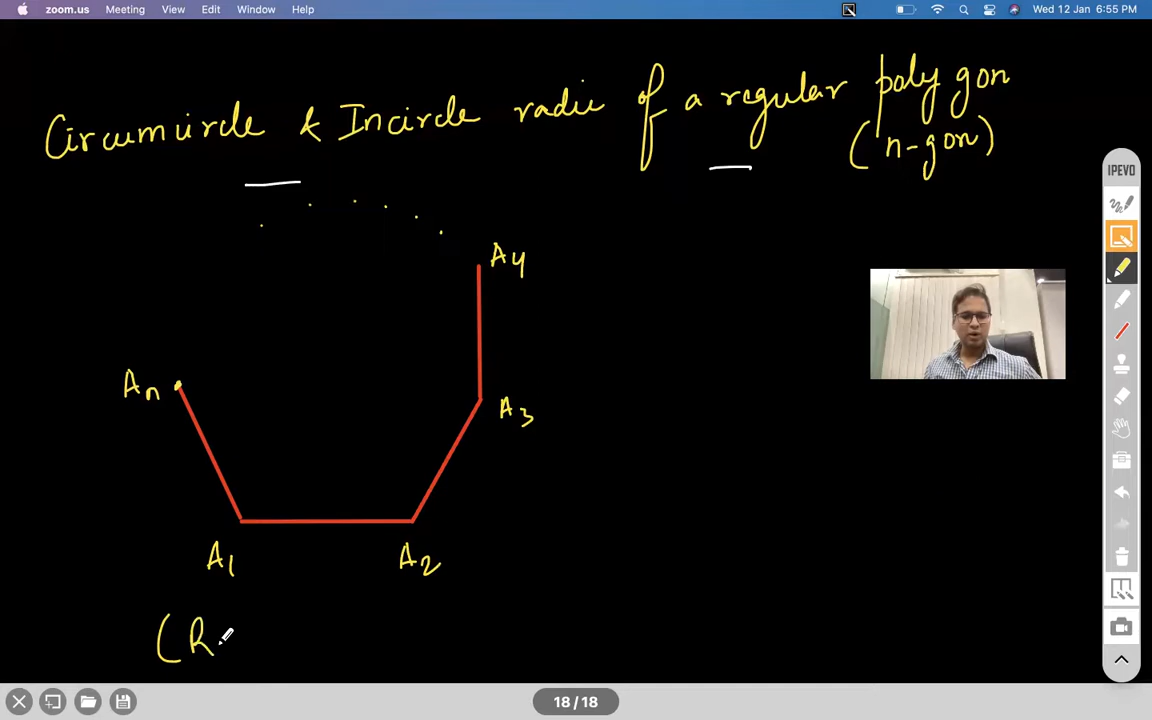 zoom.us Meeting View Edit Window Help Wed 12 Jan 6:55 PM
Circumcircle & Incircle radii of a regular polygon
(n-gon)
IPEVO
A4
An
A3
A1 A2
(R
18/18